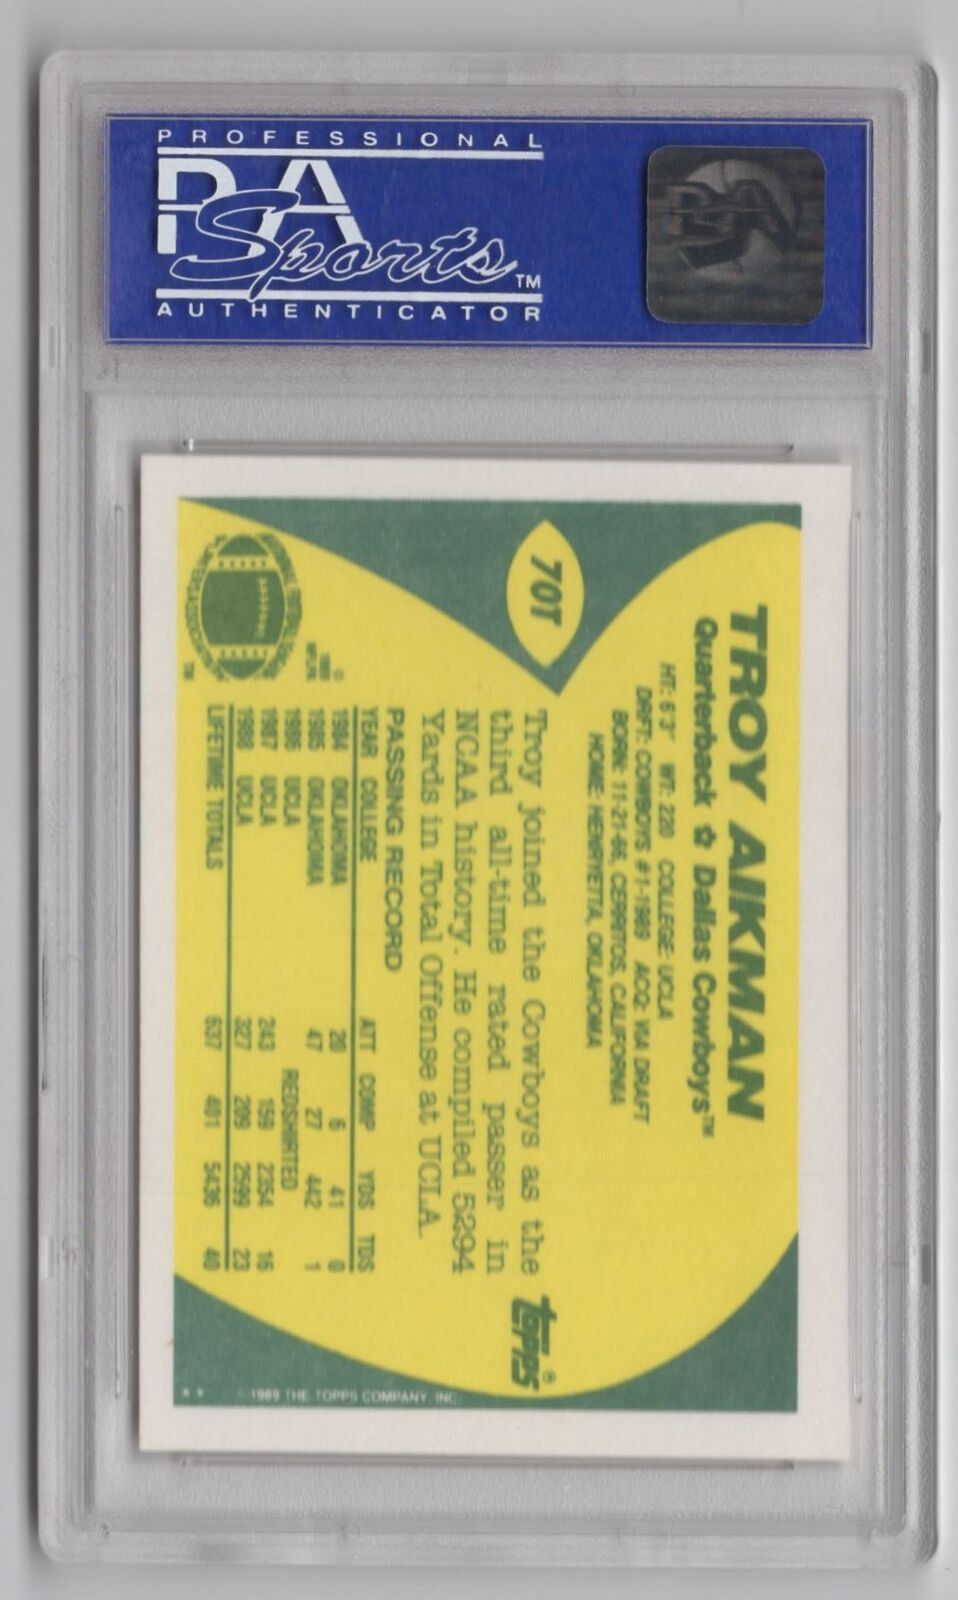 PROFESSIONAL
PSA
Sports™
AUTHENTICATOR
70T
TROY AIKMAN
Quarterback ✩ Dallas Cowboys™
HT: 6'3" WT: 220 COLLEGE: UCLA
DRFT: COWBOYS #1-1989 ACQ: VIA DRAFT
BORN: 11-21-66, CERRITOS, CALIFORNIA
HOME: HENRYETTA, OKLAHOMA
Troy joined the Cowboys as the
third all-time rated passer in
NCAA history. He compiled 5294
Yards in Total Offense at UCLA.
PASSING RECORD
YEAR COLLEGE ATT COMP YDS TDS
1984 OKLAHOMA 20 6 41 0
1985 OKLAHOMA 47 27 442 1
1986 UCLA REDSHIRTED
1987 UCLA 243 159 2354 16
1988 UCLA 327 209 2599 23
LIFETIME TOTALS 637 401 5436 40
TOPPS®
** 1989 THE TOPPS COMPANY, INC.